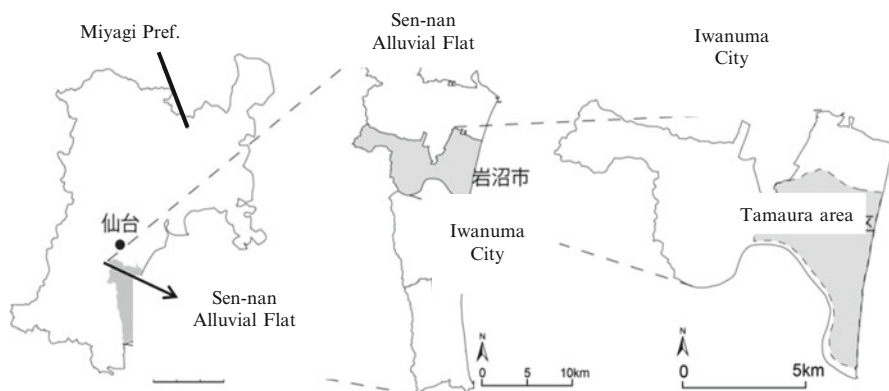 Miyagi Pref.
仙台
Sen-nan
Alluvial Flat
Sen-nan
Alluvial Flat
岩沼市
Iwanuma
City
N
0 5 10km
Iwanuma
City
Tamaura area
N
0 5km